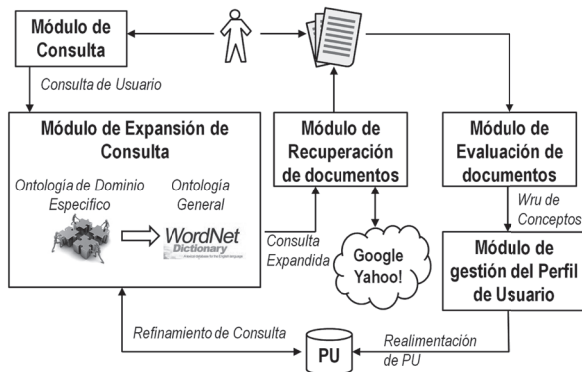 Módulo de
Consulta
Consulta de Usuario
Módulo de Expansión de
Consulta
Ontología de Dominio
Especifico
Ontología
General
WordNet
Dictionary
Consulta
Expandida
Módulo de
Recuperación
de documentos
Google
Yahoo!
Módulo de
Evaluación de
documentos
Wru de
Conceptos
Módulo de
gestión del Perfil
de Usuario
Refinamiento de Consulta
PU
Realimentación
de PU